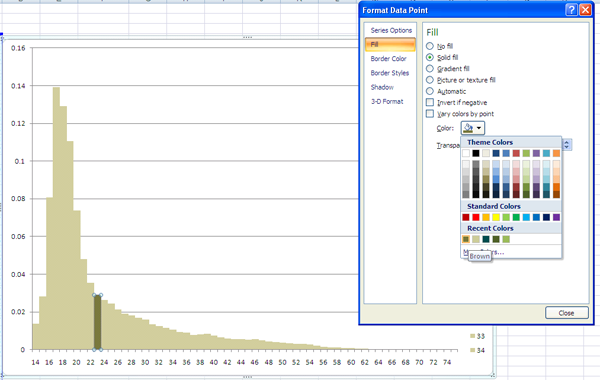 Format Data Point
Series Options
Fill
Border Color
Border Styles
Shadow
3-D Format
Fill
No fill
Solid fill
Gradient fill
Picture or texture fill
Automatic
Invert if negative
Vary colors by point
Color:
Transpa
Theme Colors
Standard Colors
Recent Colors
Brown
Close
0.16
0.14
0.12
0.1
0.08
0.06
0.04
0.02
0
14 16 18 20 22 24 26 28 30 32 34 36 38 40 42 44 46 48 50 52 54 56 58 60 62 64 66 68 70 72 74
33
34